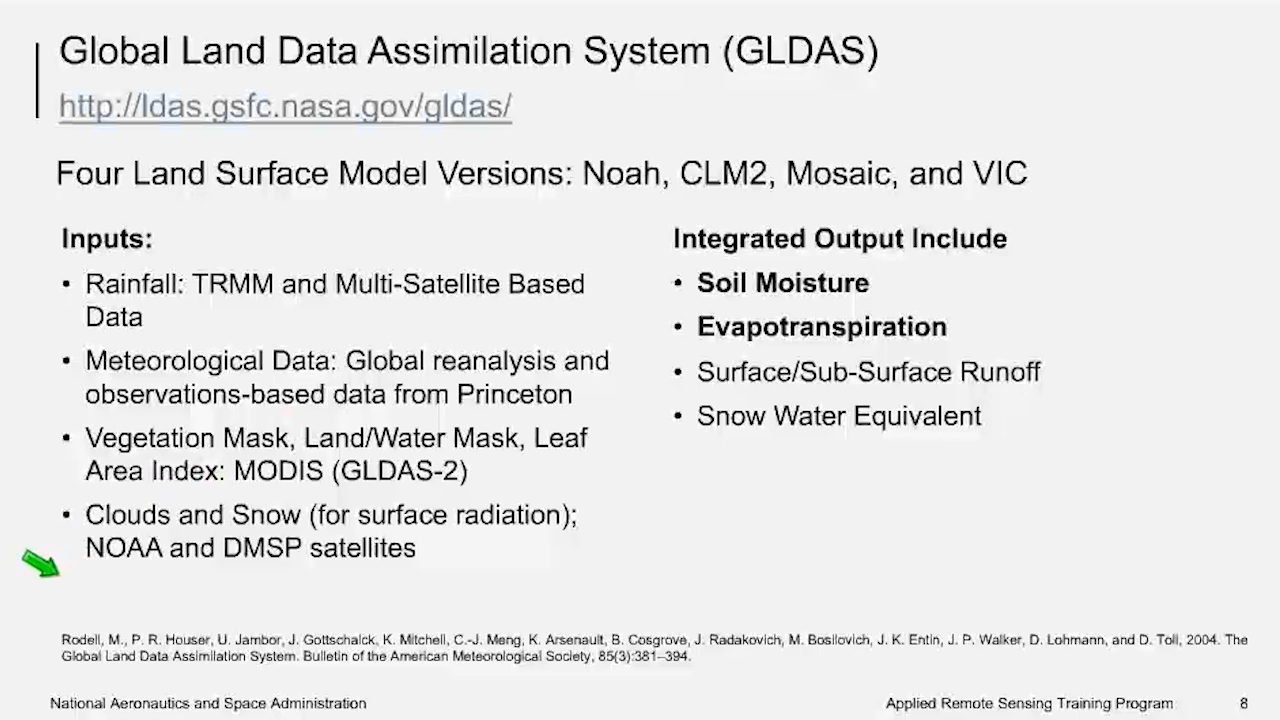 Global Land Data Assimilation System (GLDAS)
http://ldas.gsfc.nasa.gov/gldas/
Four Land Surface Model Versions: Noah, CLM2, Mosaic, and VIC
Inputs:
• Rainfall: TRMM and Multi-Satellite Based
Data
• Meteorological Data: Global reanalysis and
observations-based data from Princeton
• Vegetation Mask, Land/Water Mask, Leaf
Area Index: MODIS (GLDAS-2)
• Clouds and Snow (for surface radiation);
NOAA and DMSP satellites
Integrated Output Include
• Soil Moisture
• Evapotranspiration
• Surface/Sub-Surface Runoff
• Snow Water Equivalent
Rodell, M., P. R. Houser, U. Jambor, J. Gottschalck, K. Mitchell, C.-J. Meng, K. Arsenault, B. Cosgrove, J. Radakovich, M. Bosilovich, J. K. Entin, J. P. Walker, D. Lohmann, and D. Toll, 2004. The
Global Land Data Assimilation System. Bulletin of the American Meteorological Society, 85(3):381–394.
National Aeronautics and Space Administration
Applied Remote Sensing Training Program
8